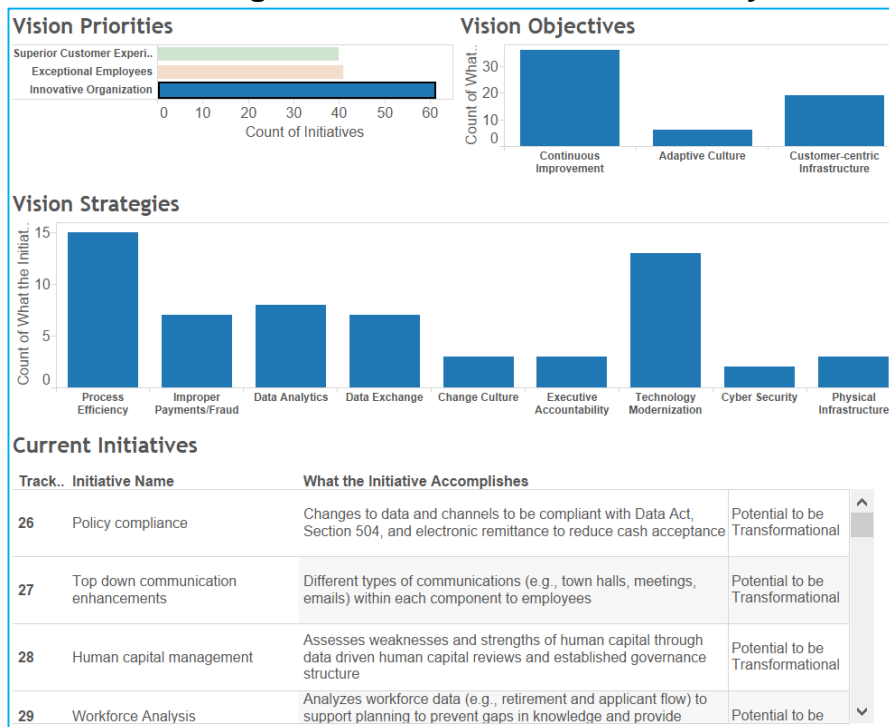 Vision Priorities
Superior Customer Experi..
Exceptional Employees
Innovative Organization
0 10 20 30 40 50 60
Count of Initiatives
Vision Objectives
Count of What..
30
20
10
0
Continuous
Improvement
Adaptive Culture
Customer-centric
Infrastructure
Vision Strategies
Count of What the Initiat..
15
10
5
0
Process
Efficiency
Improper
Payments/Fraud
Data Analytics
Data Exchange
Change Culture
Executive
Accountability
Technology
Modernization
Cyber Security
Physical
Infrastructure
Current Initiatives
Track.. Initiative Name What the Initiative Accomplishes
26 Policy compliance
Changes to data and channels to be compliant with Data Act,
Section 504, and electronic remittance to reduce cash acceptance
Potential to be
Transformational
27
Top down communication
enhancements
Different types of communications (e.g., town halls, meetings,
emails) within each component to employees
Potential to be
Transformational
28 Human capital management
Assesses weaknesses and strengths of human capital through
data driven human capital reviews and established governance
structure
Potential to be
Transformational
29 Workforce Analysis
Analyzes workforce data (e.g., retirement and applicant flow) to
support planning to prevent gaps in knowledge and provide
Potential to be